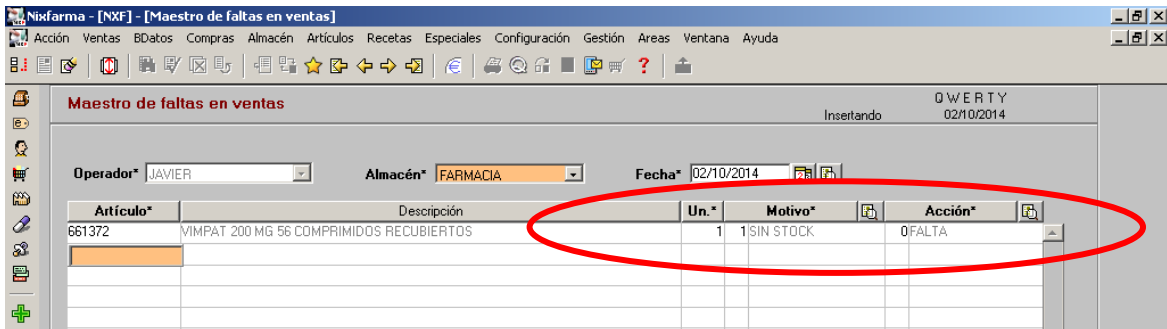 Nixfarma - [NXF] - [Maestro de faltas en ventas]
Acción Ventas BDatos Compras Almacén Artículos Recetas Especiales Configuración Gestión Areas Ventana Ayuda
Maestro de faltas en ventas
QWERTY
Insertando 02/10/2014
Operador* JAVIER Almacén* FARMACIA Fecha* 02/10/2014
Artículo* Descripción Un.* Motivo* Acción*
661372 VIMPAT 200 MG 56 COMPRIMIDOS RECUBIERTOS 1 1 SIN STOCK 0 FALTA